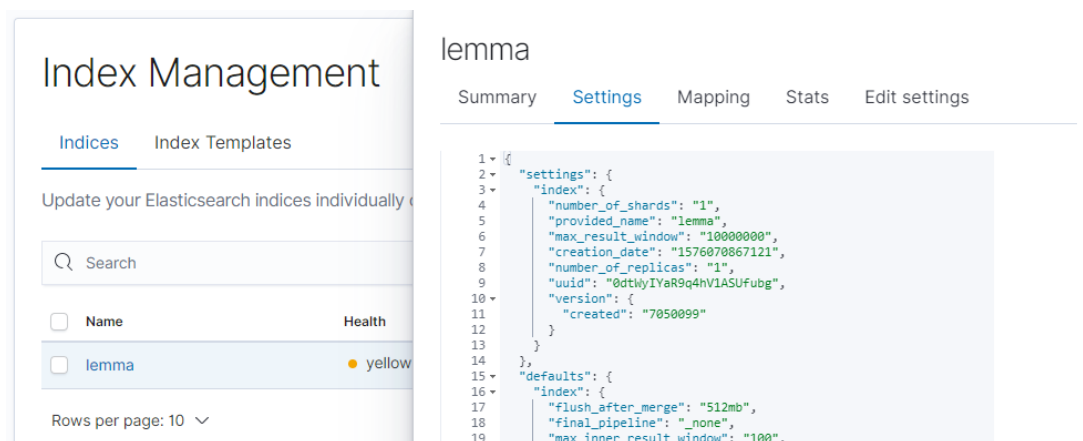 Index Management
Indices Index Templates
Update your Elasticsearch indices individually
Search
Name Health
lemma yellow
Rows per page: 10
lemma
Summary Settings Mapping Stats Edit settings
1 {
2 "settings": {
3 "index": {
4 "number_of_shards": "1",
5 "provided_name": "lemma",
6 "max_result_window": "10000000",
7 "creation_date": "1576070867121",
8 "number_of_replicas": "1",
9 "uuid": "0dtWyIYaR9q4hV1ASUfubg",
10 "version": {
11 "created": "7050099"
12 }
13 }
14 },
15 "defaults": {
16 "index": {
17 "flush_after_merge": "512mb",
18 "final_pipeline": "_none",
19 "max_inner_result_window": "100",